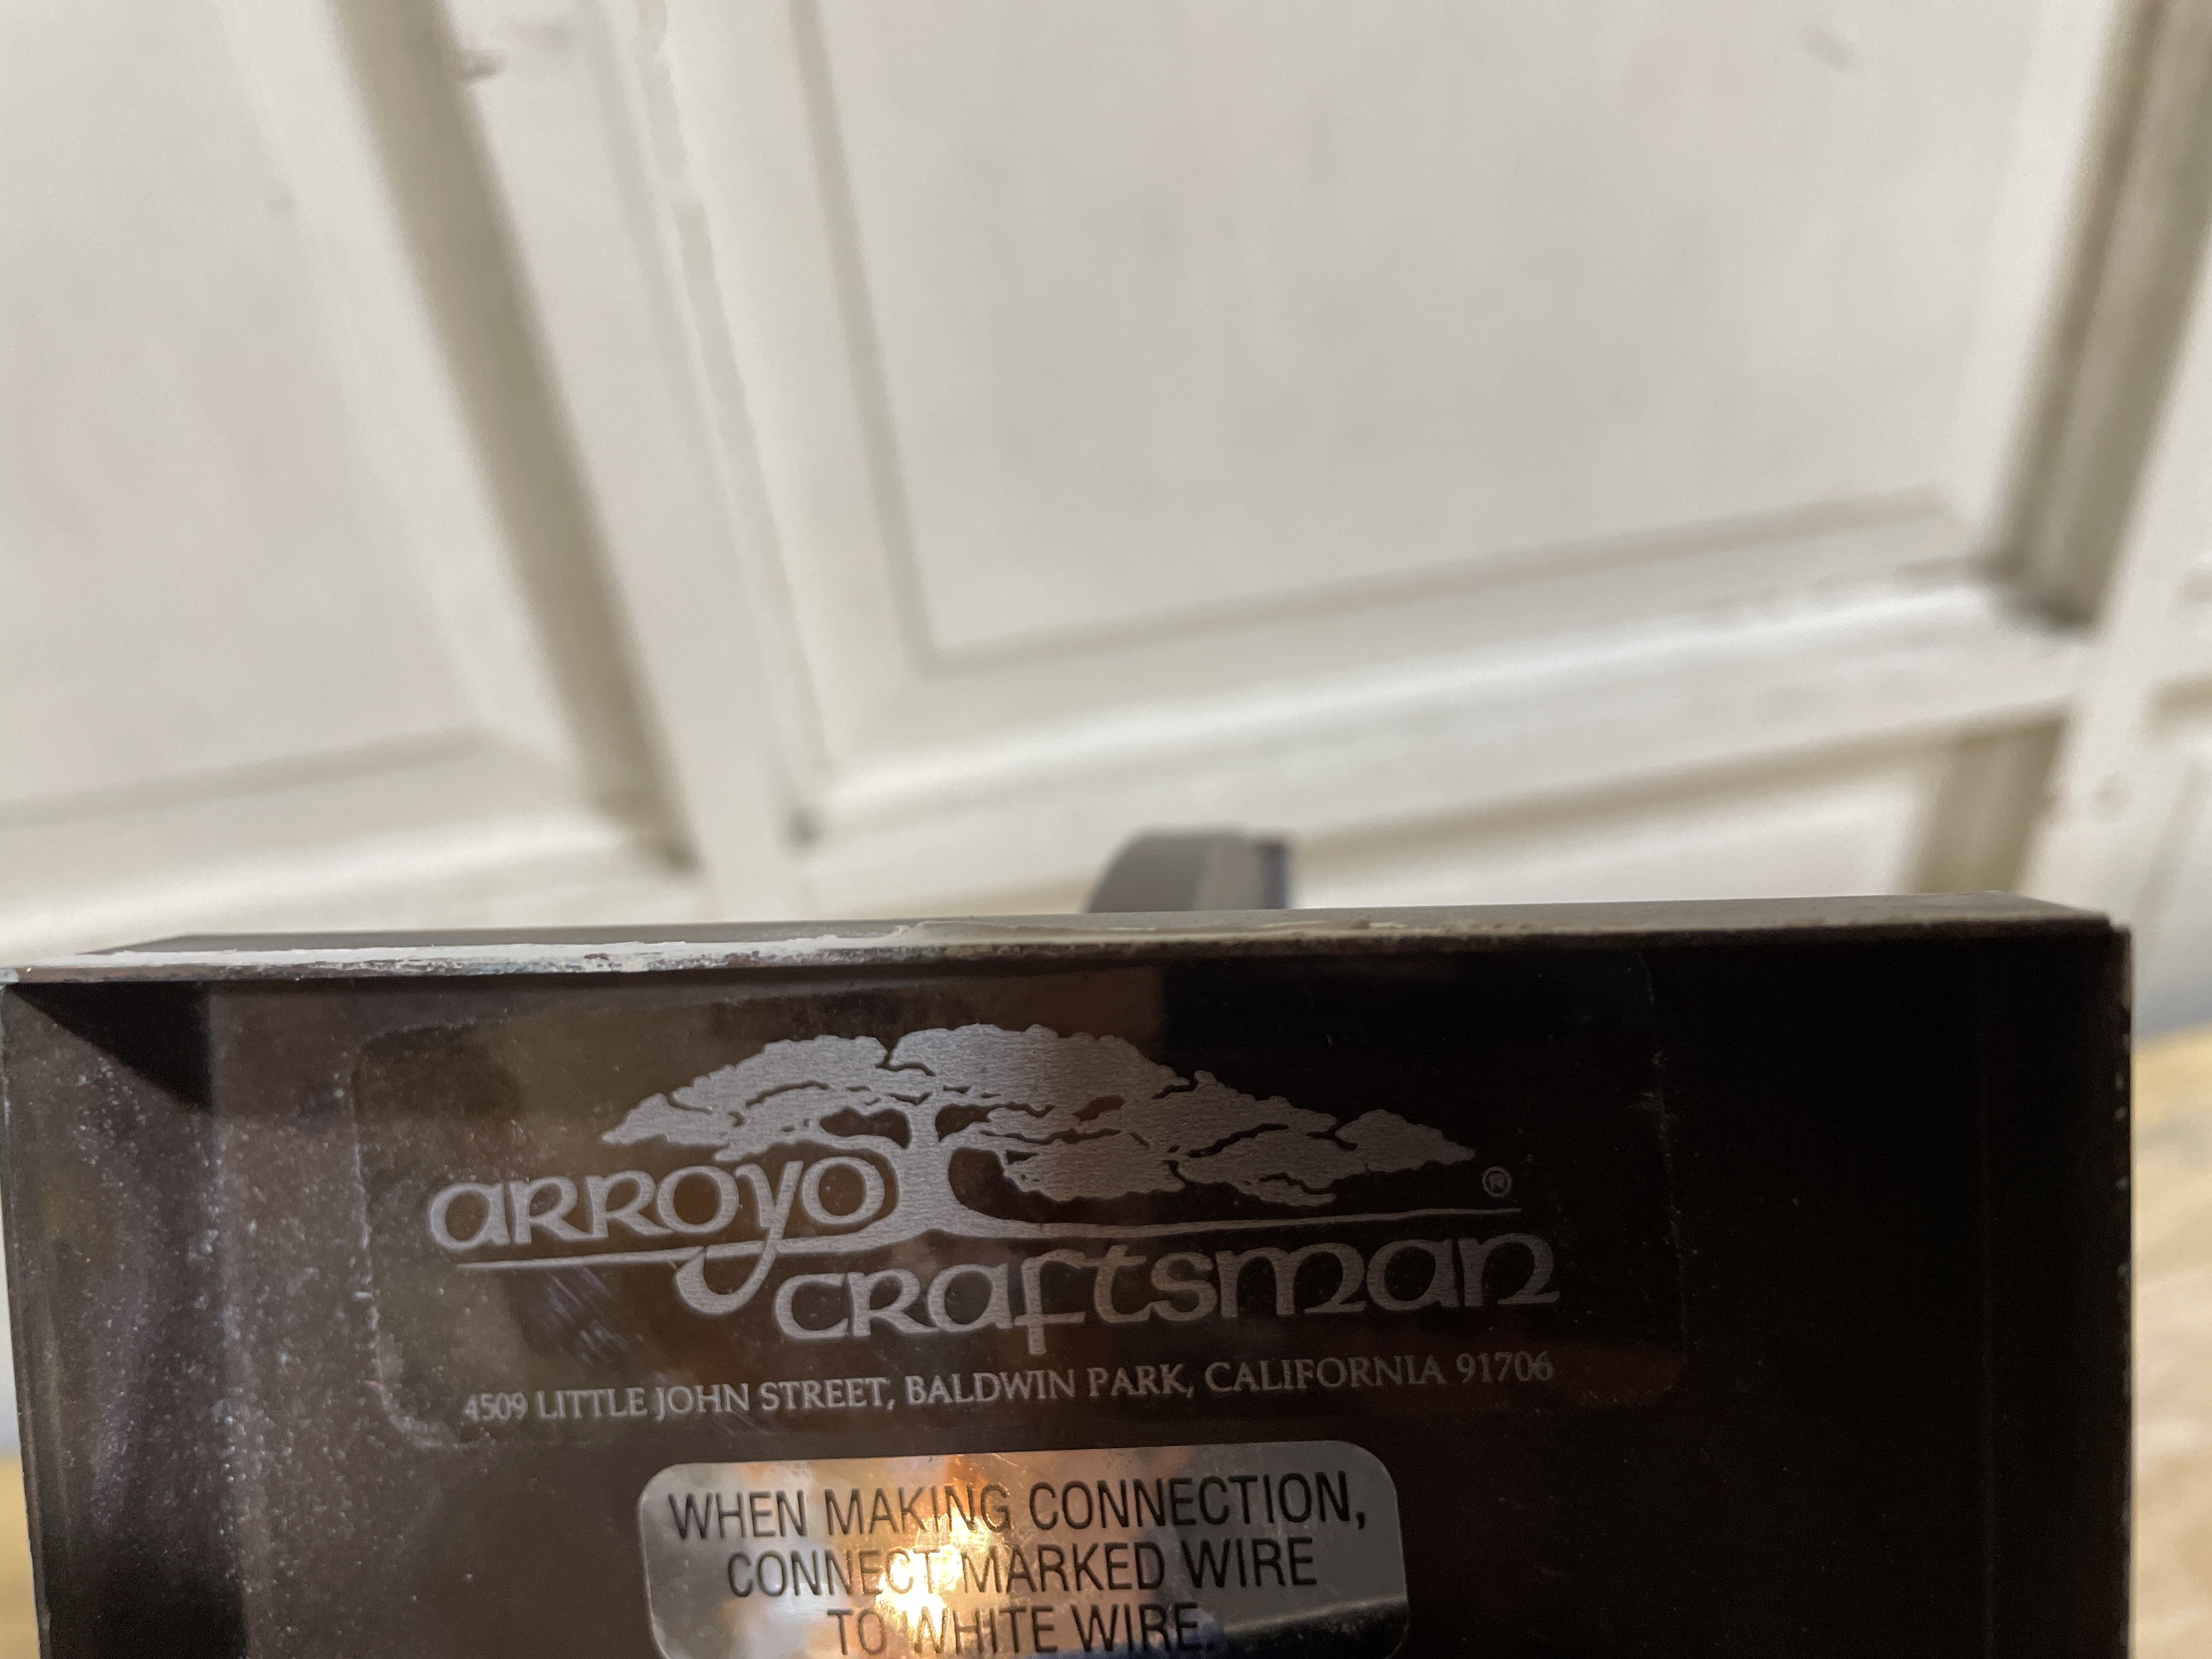 arroyo
craftsman
®
4509 LITTLE JOHN STREET, BALDWIN PARK, CALIFORNIA 91706
WHEN MAKING CONNECTION,
CONNECT MARKED WIRE
TO WHITE WIRE.